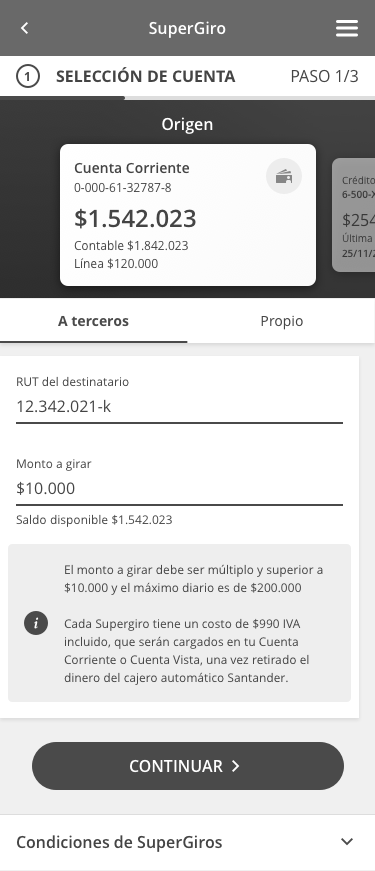 SuperGiro
1 SELECCIÓN DE CUENTA PASO 1/3
Origen
Cuenta Corriente
0-000-61-32787-8
$1.542.023
Contable $1.842.023
Línea $120.000
Crédito
6-500-X
$254
Última
25/11/2
A terceros Propio
RUT del destinatario
12.342.021-k
Monto a girar
$10.000
Saldo disponible $1.542.023
El monto a girar debe ser múltiplo y superior a
$10.000 y el máximo diario es de $200.000
i
Cada Supergiro tiene un costo de $990 IVA
incluido, que serán cargados en tu Cuenta
Corriente o Cuenta Vista, una vez retirado el
dinero del cajero automático Santander.
CONTINUAR
Condiciones de SuperGiros